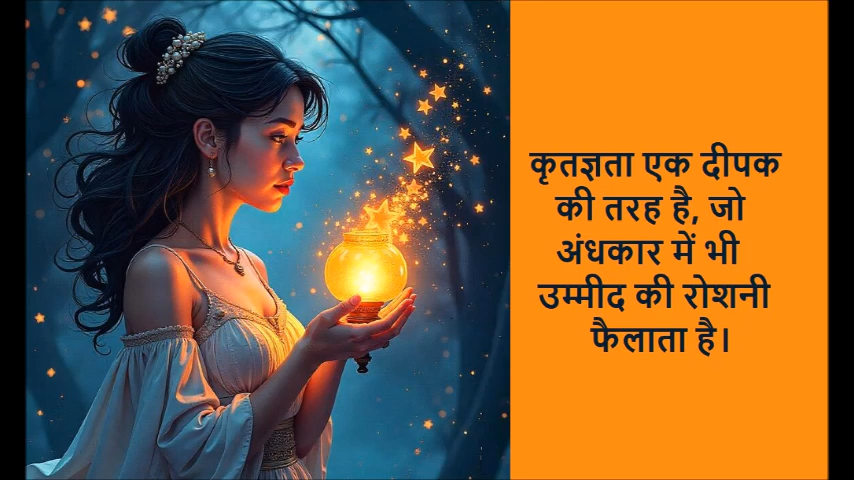 कृतज्ञता एक दीपक
की तरह है, जो
अंधकार में भी
उम्मीद की रोशनी
फैलाता है।